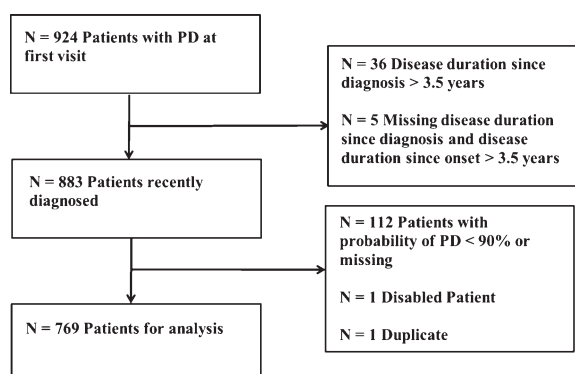 N = 924 Patients with PD at
first visit
N = 36 Disease duration since
diagnosis > 3.5 years
N = 5 Missing disease duration
since diagnosis and disease
duration since onset > 3.5 years
N = 883 Patients recently
diagnosed
N = 112 Patients with
probability of PD < 90% or
missing
N = 1 Disabled Patient
N = 1 Duplicate
N = 769 Patients for analysis